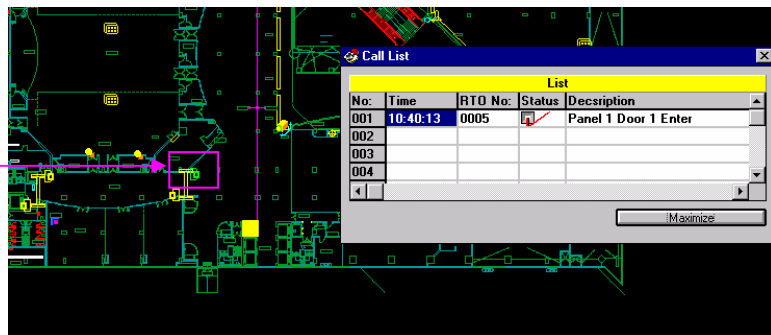 Call List
List
No: Time RTO No: Status Decsription
001 10:40:13 0005 Panel 1 Door 1 Enter
002
003
004
Maximize